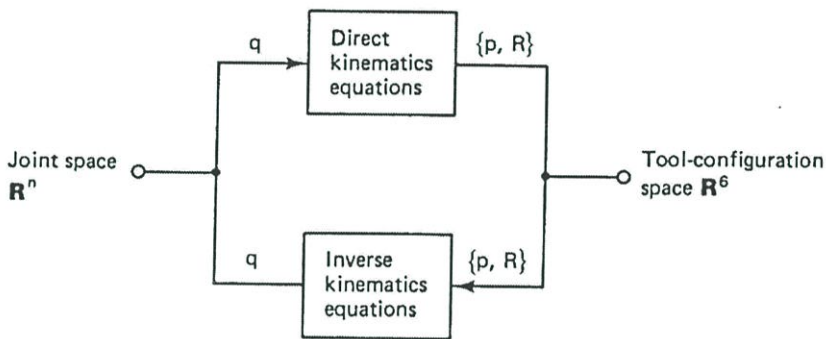 q
Direct
kinematics
equations
{p, R}
Joint space
Rⁿ
Tool-configuration
space R⁶
q
Inverse
kinematics
equations
{p, R}